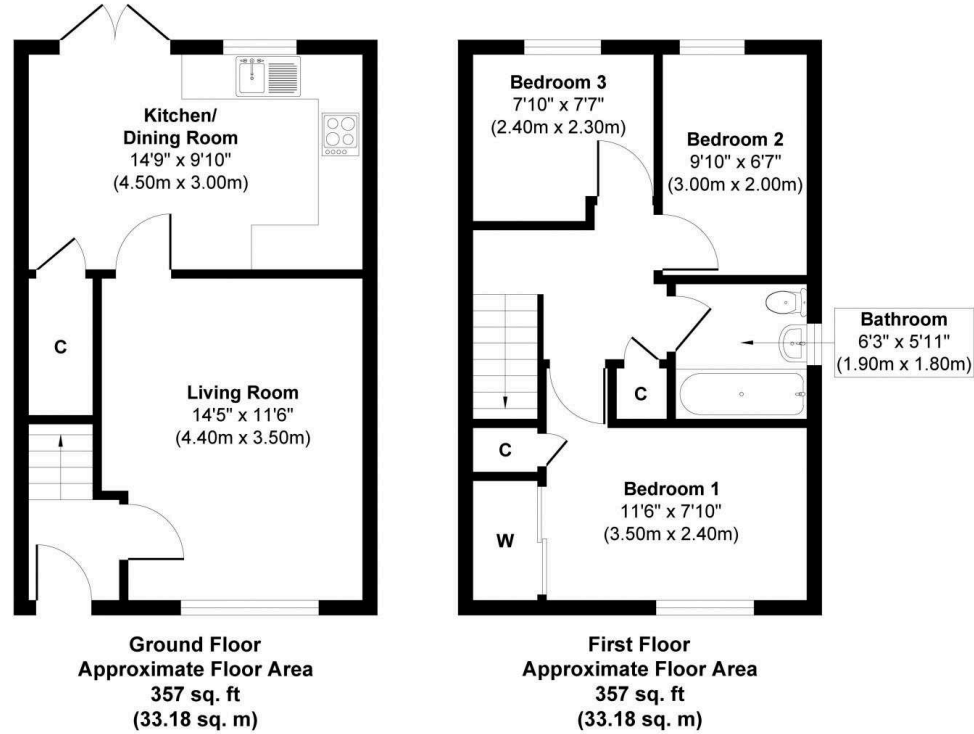 Kitchen/
Dining Room
14'9" x 9'10"
(4.50m x 3.00m)
C
Living Room
14'5" x 11'6"
(4.40m x 3.50m)
Ground Floor
Approximate Floor Area
357 sq. ft
(33.18 sq. m)
Bedroom 3
7'10" x 7'7"
(2.40m x 2.30m)
Bedroom 2
9'10" x 6'7"
(3.00m x 2.00m)
Bathroom
6'3" x 5'11"
(1.90m x 1.80m)
C
C
Bedroom 1
11'6" x 7'10"
(3.50m x 2.40m)
W
First Floor
Approximate Floor Area
357 sq. ft
(33.18 sq. m)